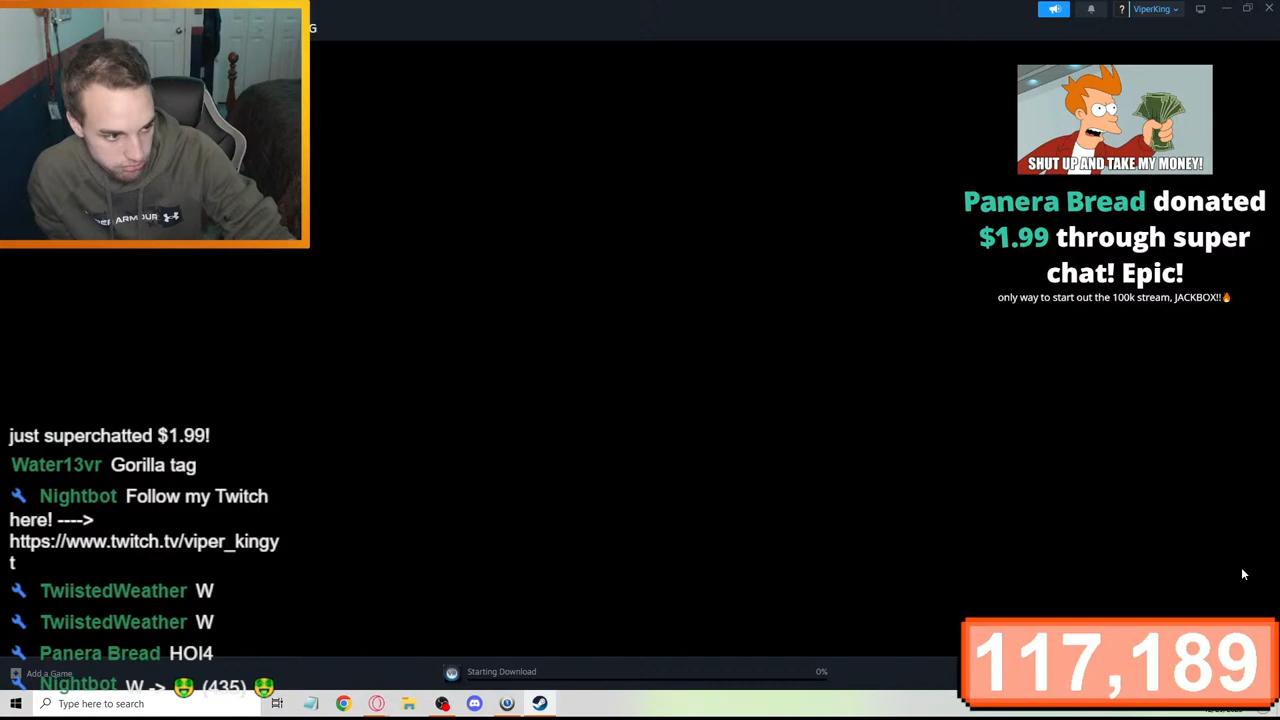 G
? ViperKing
SHUT UP AND TAKE MY MONEY!
Panera Bread donated
$1.99 through super
chat! Epic!
only way to start out the 100k stream, JACKBOX!!🔥
just superchatted $1.99!
Water13vr Gorilla tag
Nightbot Follow my Twitch
here! ---->
https://www.twitch.tv/viper_kingy
t
TwiistedWeather W
TwiistedWeather W
Panera Bread HOI4
Nightbot W -> 🤑 (435) 🤑
Add a Game
Starting Download 0%
117,189
Type here to search